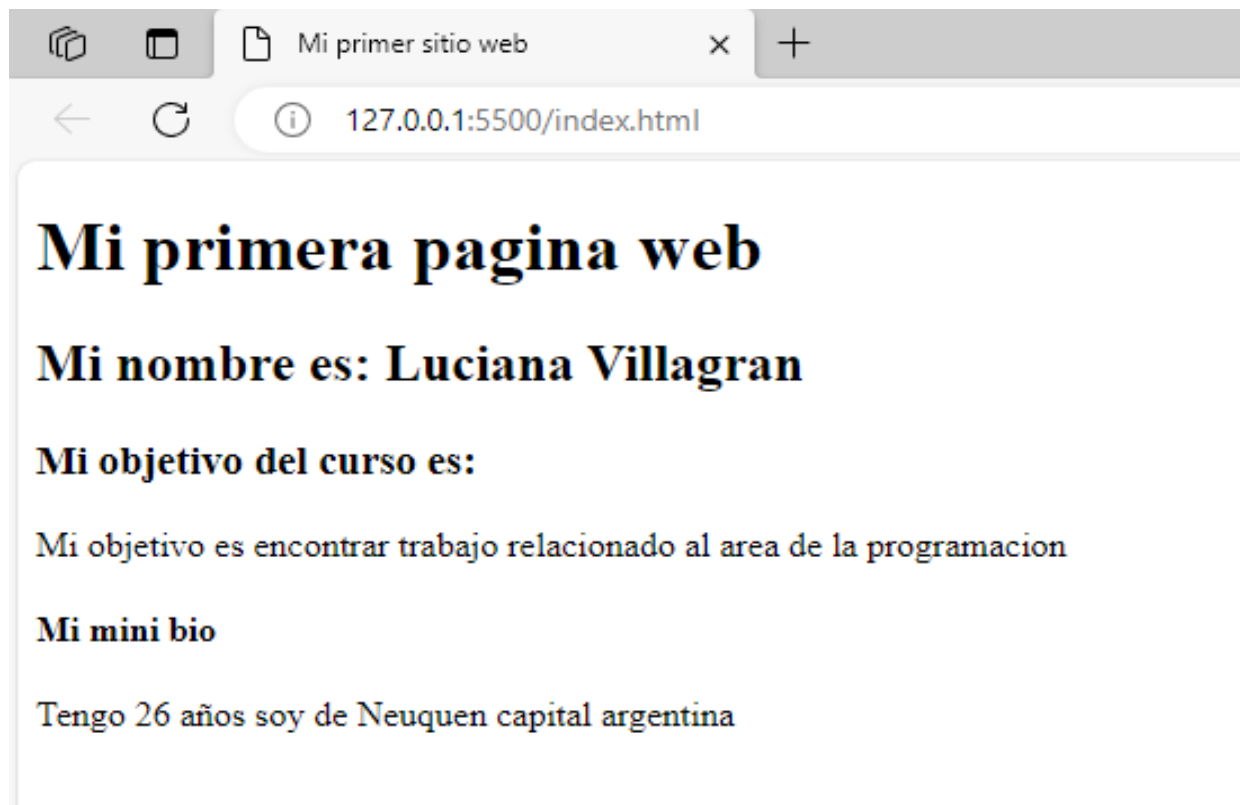 Mi primer sitio web
127.0.0.1:5500/index.html
Mi primera pagina web
Mi nombre es: Luciana Villagran
Mi objetivo del curso es:
Mi objetivo es encontrar trabajo relacionado al area de la programacion
Mi mini bio
Tengo 26 años soy de Neuquen capital argentina